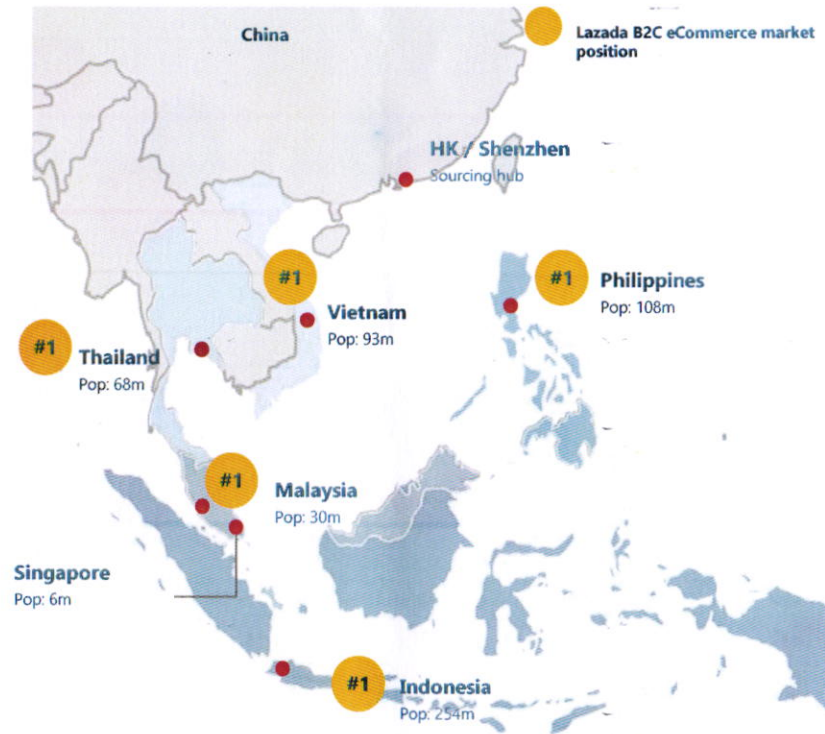 China
Lazada B2C eCommerce market
position
HK / Shenzhen
Sourcing hub
#1
Philippines
Pop: 108m
#1
Vietnam
Pop: 93m
#1
Thailand
Pop: 68m
#1
Malaysia
Pop: 30m
Singapore
Pop: 6m
#1
Indonesia
Pop: 254m